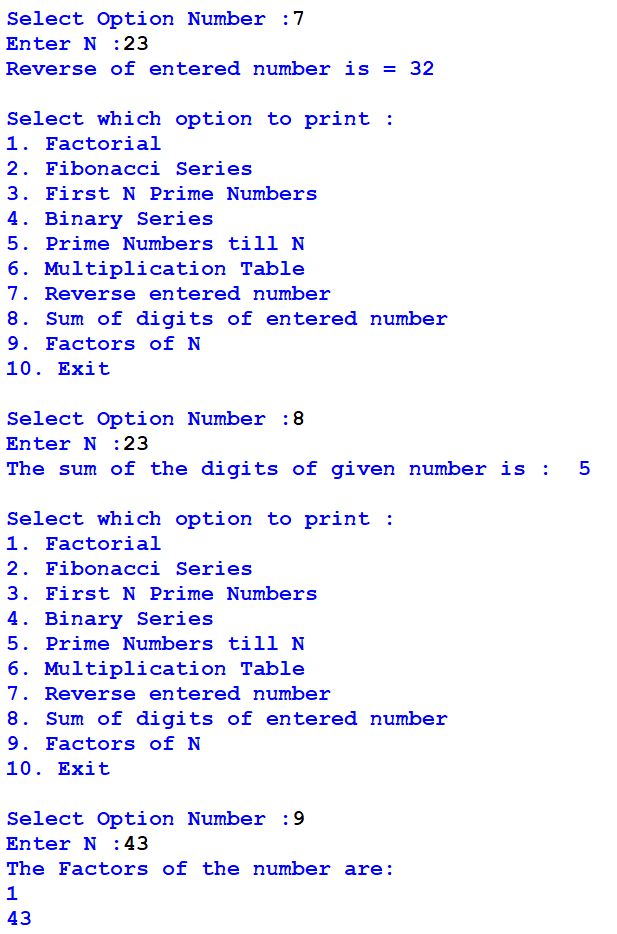 Select Option Number :7
Enter N :23
Reverse of entered number is = 32

Select which option to print :
1. Factorial
2. Fibonacci Series
3. First N Prime Numbers
4. Binary Series
5. Prime Numbers till N
6. Multiplication Table
7. Reverse entered number
8. Sum of digits of entered number
9. Factors of N
10. Exit

Select Option Number :8
Enter N :23
The sum of the digits of given number is :  5

Select which option to print :
1. Factorial
2. Fibonacci Series
3. First N Prime Numbers
4. Binary Series
5. Prime Numbers till N
6. Multiplication Table
7. Reverse entered number
8. Sum of digits of entered number
9. Factors of N
10. Exit

Select Option Number :9
Enter N :43
The Factors of the number are:
1
43